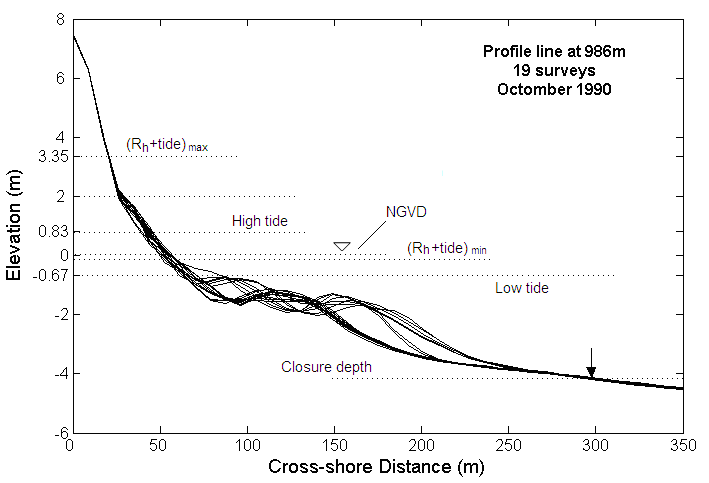 8
Profile line at 986m
19 surveys
Octomber 1990
6
4
(Rh+tide)max
3.35
2
High tide
NGVD
0.83
0
(Rh+tide)min
-0.67
Low tide
-2
Closure depth
-4
-6
Elevation (m)
0 50 100 150 200 250 300 350
Cross-shore Distance (m)